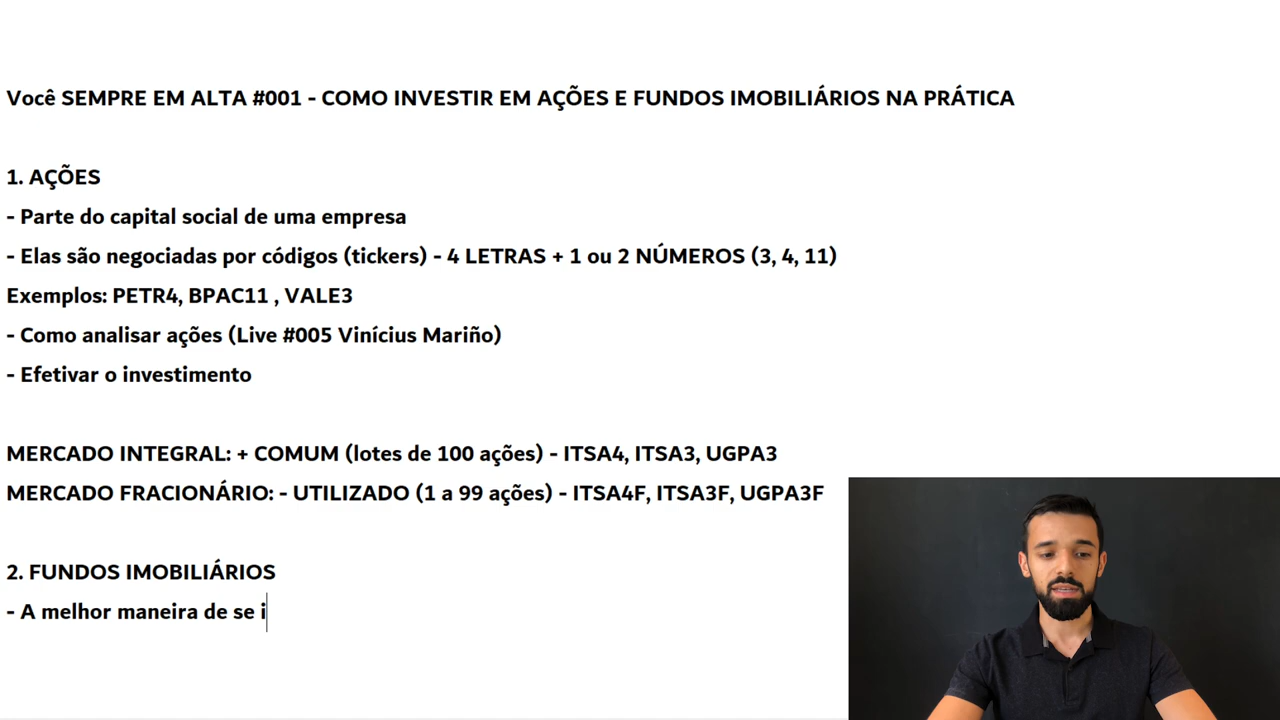 Você SEMPRE EM ALTA #001 - COMO INVESTIR EM AÇÕES E FUNDOS IMOBILIÁRIOS NA PRÁTICA
1. AÇÕES
- Parte do capital social de uma empresa
- Elas são negociadas por códigos (tickers) - 4 LETRAS + 1 ou 2 NÚMEROS (3, 4, 11)
Exemplos: PETR4, BPAC11 , VALE3
- Como analisar ações (Live #005 Vinícius Mariño)
- Efetivar o investimento
MERCADO INTEGRAL: + COMUM (lotes de 100 ações) - ITSA4, ITSA3, UGPA3
MERCADO FRACIONÁRIO: - UTILIZADO (1 a 99 ações) - ITSA4F, ITSA3F, UGPA3F
2. FUNDOS IMOBILIÁRIOS
- A melhor maneira de se i